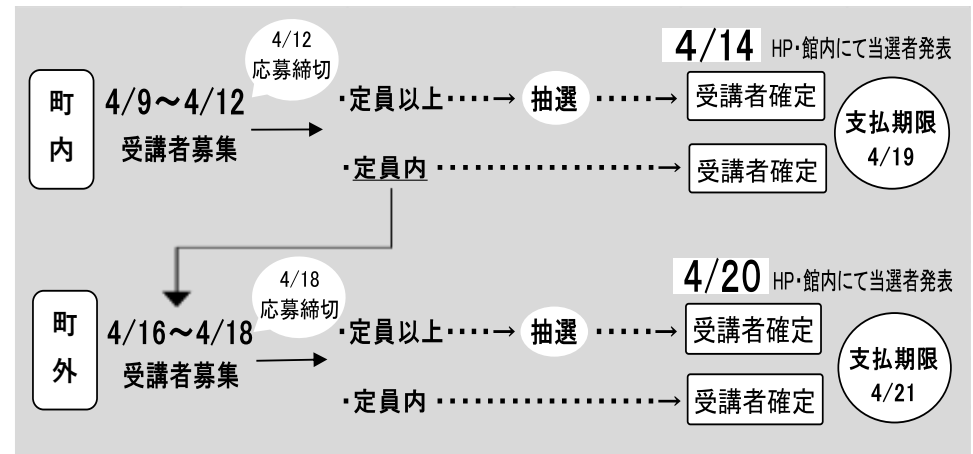 町内
4/9～4/12
受講者募集
4/12
応募締切
・定員以上・・・・→ 抽選 ・・・・・→ 受講者確定
4/14 HP・館内にて当選者発表
・定員内・・・・・・・・・・・・・・・→ 受講者確定
支払期限
4/19
町外
4/16～4/18
受講者募集
4/18
応募締切
・定員以上・・・・→ 抽選 ・・・・・→ 受講者確定
4/20 HP・館内にて当選者発表
・定員内・・・・・・・・・・・・・・・→ 受講者確定
支払期限
4/21